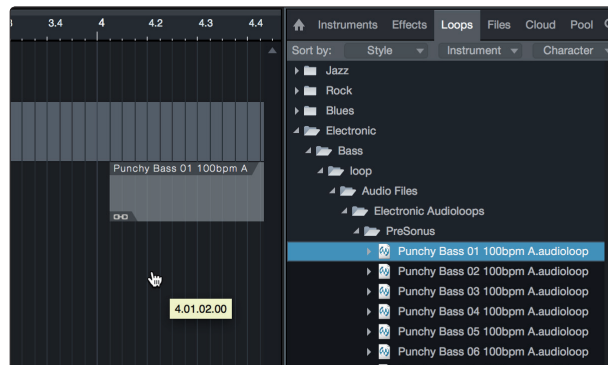 3.4 4 4.2 4.3 4.4
Instruments Effects Loops Files Cloud Pool
Sort by: Style Instrument Character
Jazz
Rock
Blues
Electronic
Bass
loop
Audio Files
Electronic Audioloops
PreSonus
Punchy Bass 01 100bpm A
Punchy Bass 01 100bpm A.audioloop
Punchy Bass 02 100bpm A.audioloop
Punchy Bass 03 100bpm A.audioloop
Punchy Bass 04 100bpm A.audioloop
Punchy Bass 05 100bpm A.audioloop
Punchy Bass 06 100bpm A.audioloop
4.01.02.00